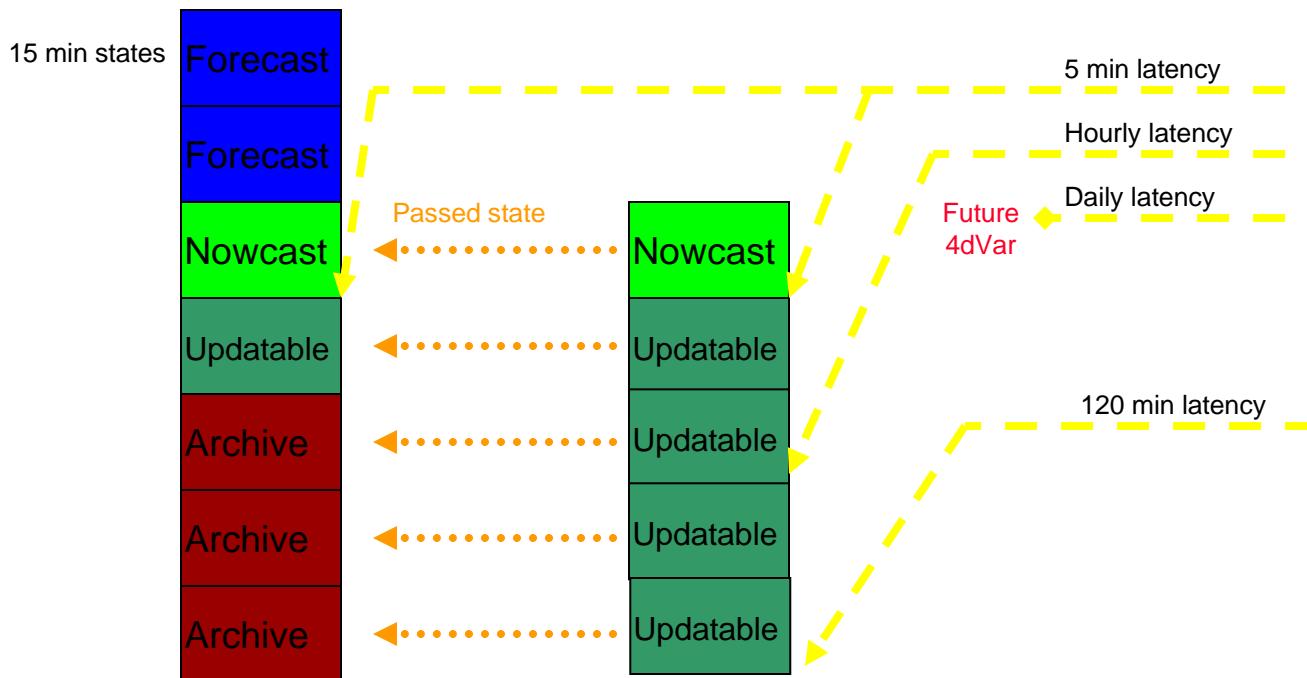 15 min states
Forecast
5 min latency
Forecast
Hourly latency
Daily latency
Passed state
Future
4dVar
Nowcast
Nowcast
Updatable
Updatable
120 min latency
Archive
Updatable
Archive
Updatable
Archive
Updatable